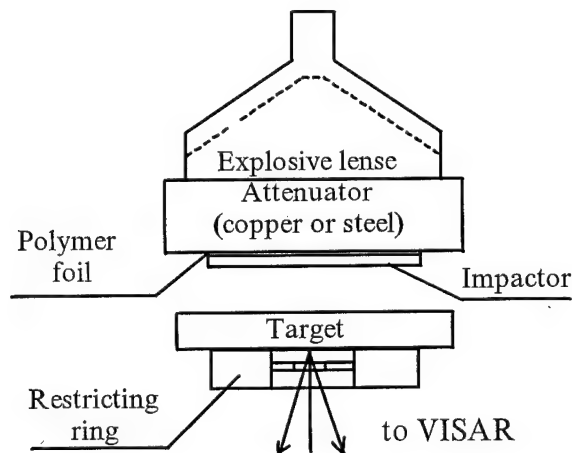 Explosive lense
Attenuator
(copper or steel)
Polymer
foil
Impactor
Target
Restricting
ring
to VISAR